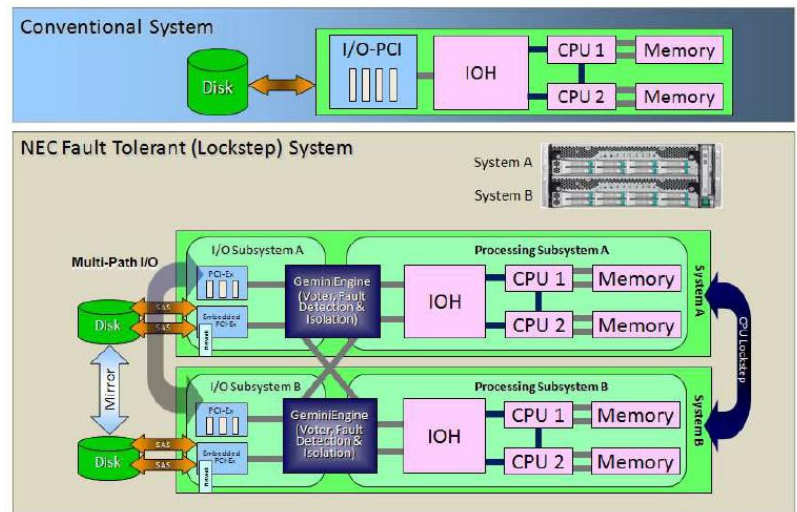 Conventional System
Disk
I/O-PCI
IOH
CPU 1
Memory
CPU 2
Memory
NEC Fault Tolerant (Lockstep) System
System A
System B
Multi-Path I/O
I/O Subsystem A
Processing Subsystem A
PCI-Ex
Embedded
PCI-Ex
Network
SAS
SAS
Disk
GeminiEngine
(Voter, Fault
Detection &
Isolation)
IOH
CPU 1
Memory
CPU 2
Memory
System A
CPU Lockstep
Mirror
I/O Subsystem B
Processing Subsystem B
PCI-Ex
Embedded
PCI-Ex
Network
SAS
SAS
Disk
GeminiEngine
(Voter, Fault
Detection &
Isolation)
IOH
CPU 1
Memory
CPU 2
Memory
System B